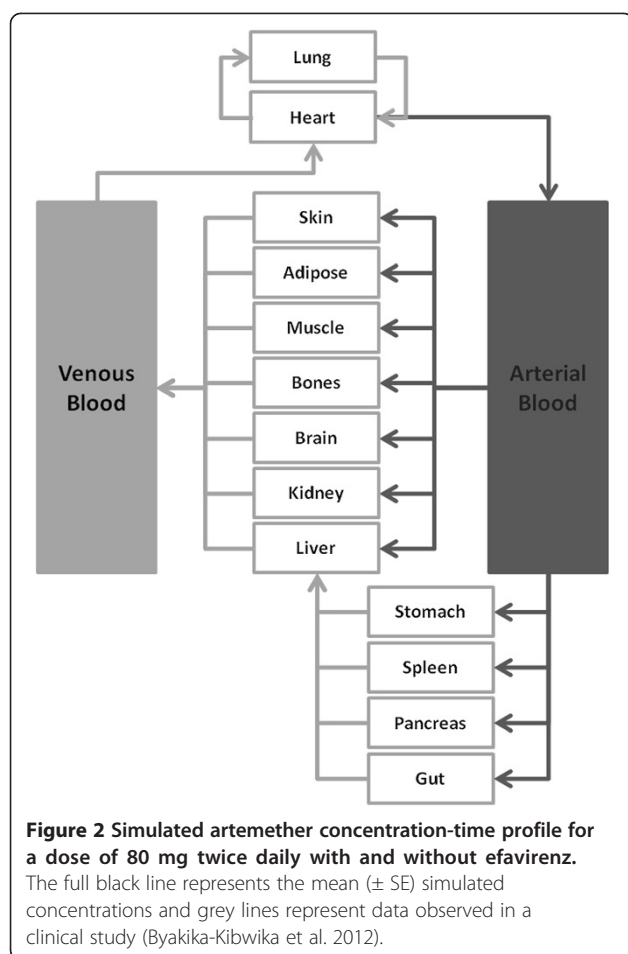 Lung
Heart
Skin
Adipose
Muscle
Venous
Blood
Bones
Arterial
Blood
Brain
Kidney
Liver
Stomach
Spleen
Pancreas
Gut
Figure 2 Simulated artemether concentration-time profile for
a dose of 80 mg twice daily with and without efavirenz.
The full black line represents the mean (± SE) simulated
concentrations and grey lines represent data observed in a
clinical study (Byakika-Kibwika et al. 2012).